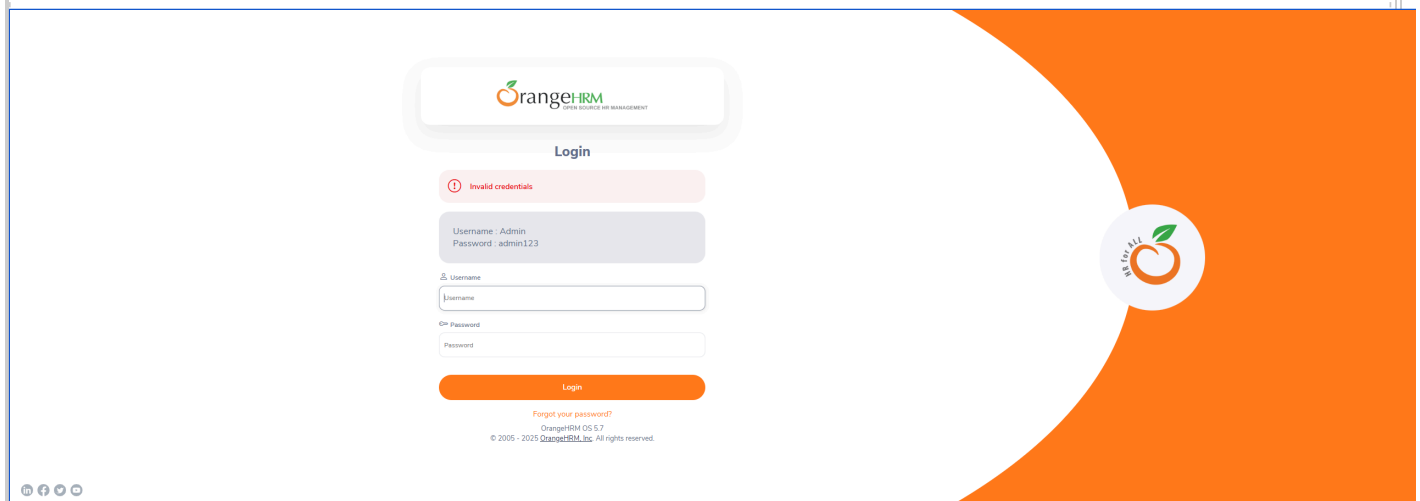 OrangeHRM
OPEN SOURCE HR MANAGEMENT
Login
Invalid credentials
Username : Admin
Password : admin123
Username
Username
Password
Password
Login
Forgot your password?
OrangeHRM OS 5.7
© 2005 - 2025 OrangeHRM, Inc. All rights reserved.
HR for ALL